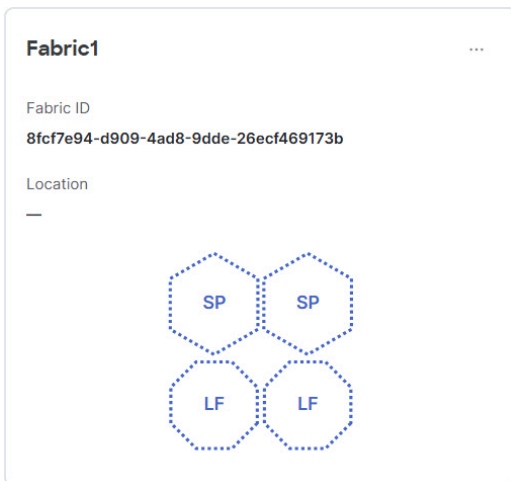 Fabric1
...
Fabric ID
8fcf7e94-d909-4ad8-9dde-26ecf469173b
Location
—
SP SP
LF LF